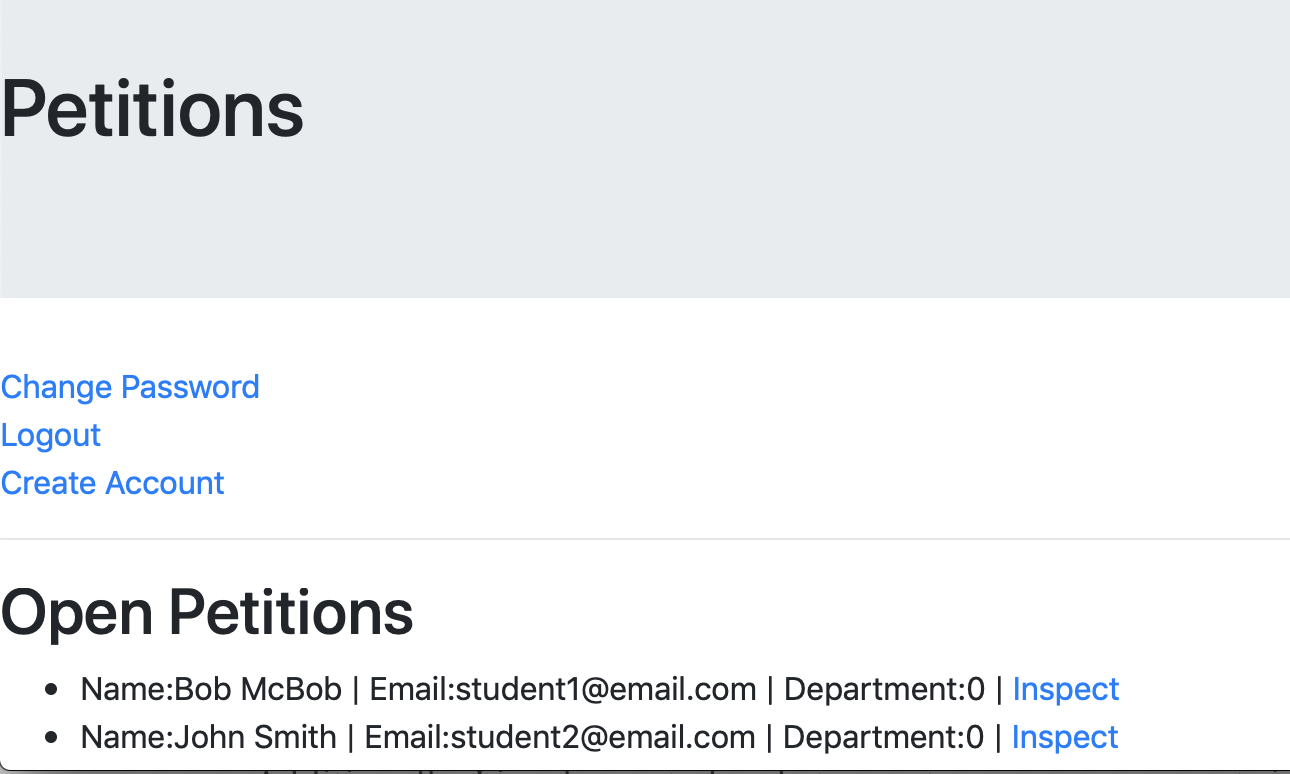 Petitions
Change Password
Logout
Create Account
Open Petitions
Name:Bob McBob | Email:student1@email.com | Department:0 | Inspect
Name:John Smith | Email:student2@email.com | Department:0 | Inspect